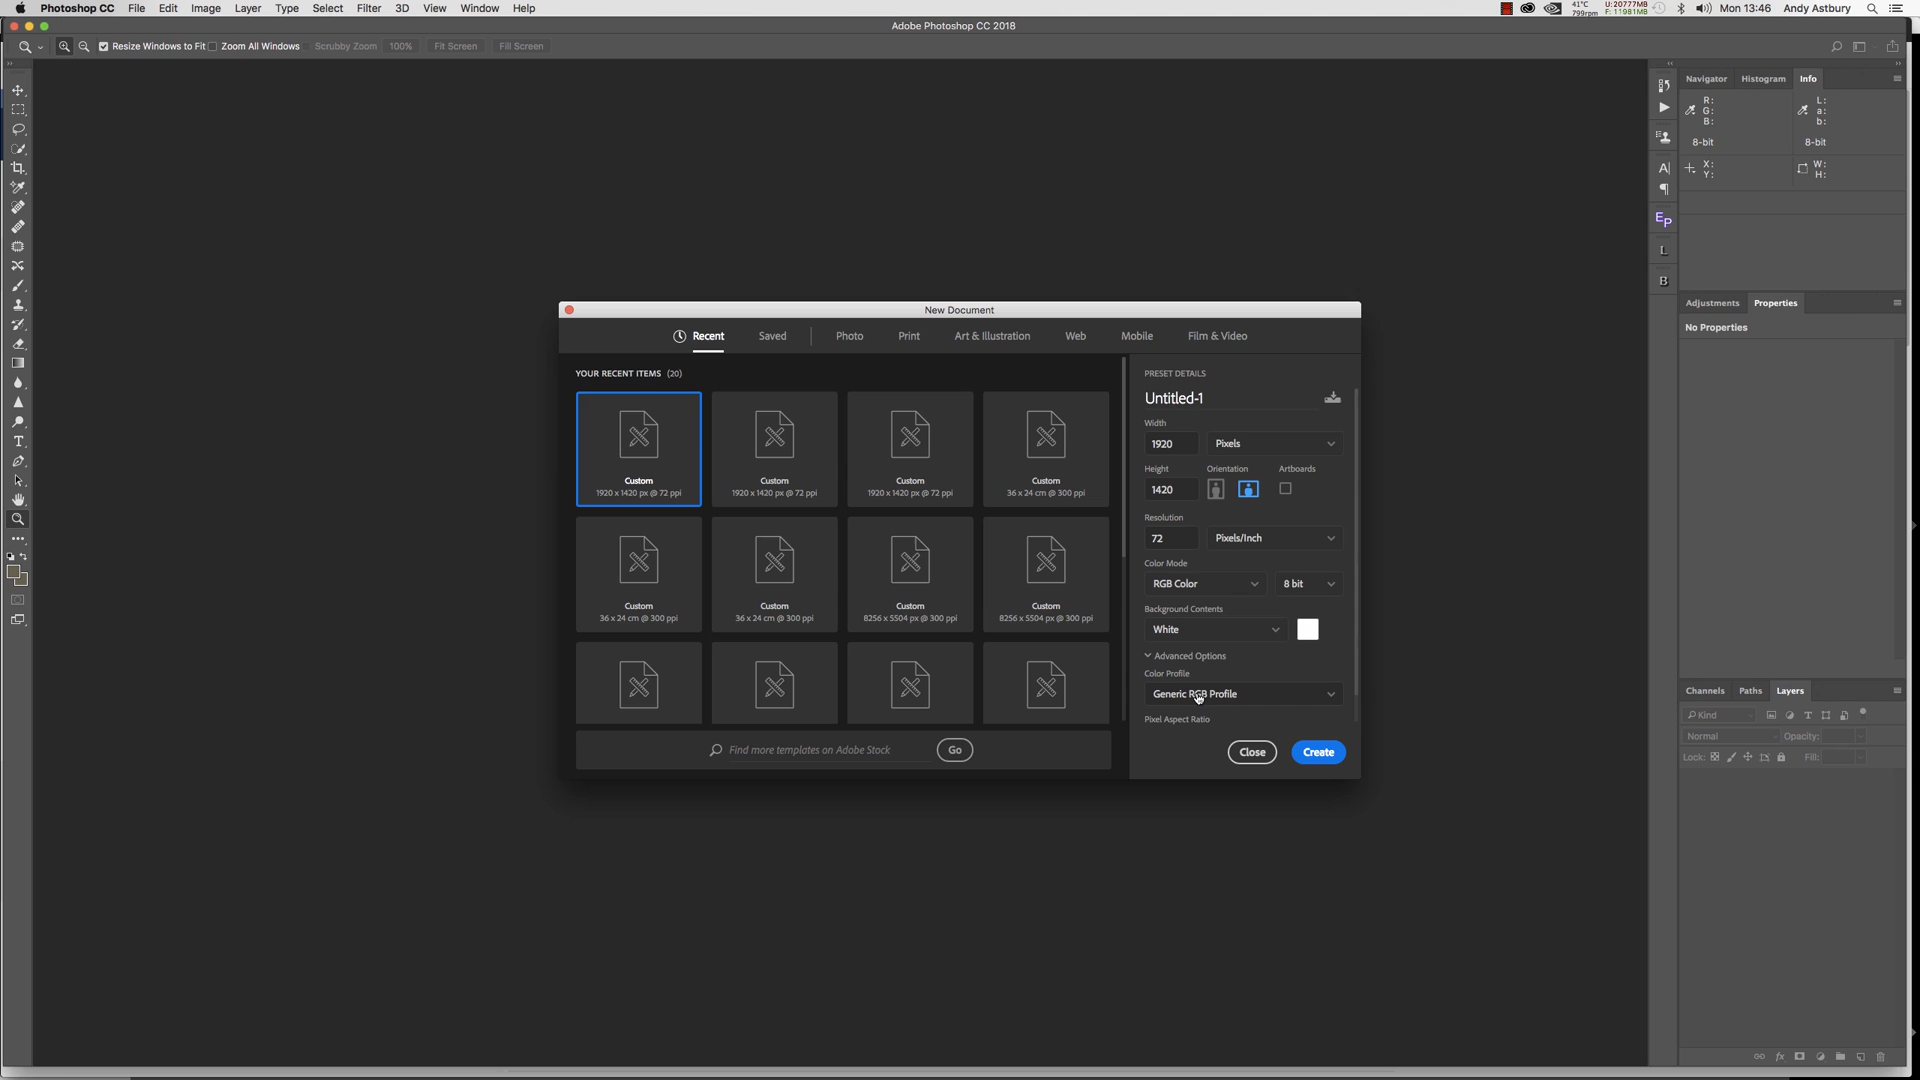 Photoshop CC File Edit Image Layer Type Select Filter 3D View Window Help 41°C 799rpm U:20777MB F:11981MB Mon 13:46 Andy Astbury
Adobe Photoshop CC 2018
Resize Windows to Fit Zoom All Windows Scrubby Zoom 100% Fit Screen Fill Screen
Navigator Histogram Info
R: L:
G: a:
B: b:
8-bit 8-bit
X: W:
Y: H:
A|
¶
EP
L
B
Adjustments Properties
No Properties
New Document
Recent Saved Photo Print Art & Illustration Web Mobile Film & Video
YOUR RECENT ITEMS (20)
Custom Custom Custom Custom
1920 x 1420 px @ 72 ppi 1920 x 1420 px @ 72 ppi 1920 x 1420 px @ 72 ppi 36 x 24 cm @ 300 ppi
Custom Custom Custom Custom
36 x 24 cm @ 300 ppi 36 x 24 cm @ 300 ppi 8256 x 5504 px @ 300 ppi 8256 x 5504 px @ 300 ppi
Find more templates on Adobe Stock Go
PRESET DETAILS
Untitled-1
Width
1920 Pixels
Height Orientation Artboards
1420
Resolution
72 Pixels/Inch
Color Mode
RGB Color 8 bit
Background Contents
White
Advanced Options
Color Profile
Generic RGB Profile
Pixel Aspect Ratio
Close Create
Channels Paths Layers
Kind
Normal Opacity:
Lock: Fill:
fx